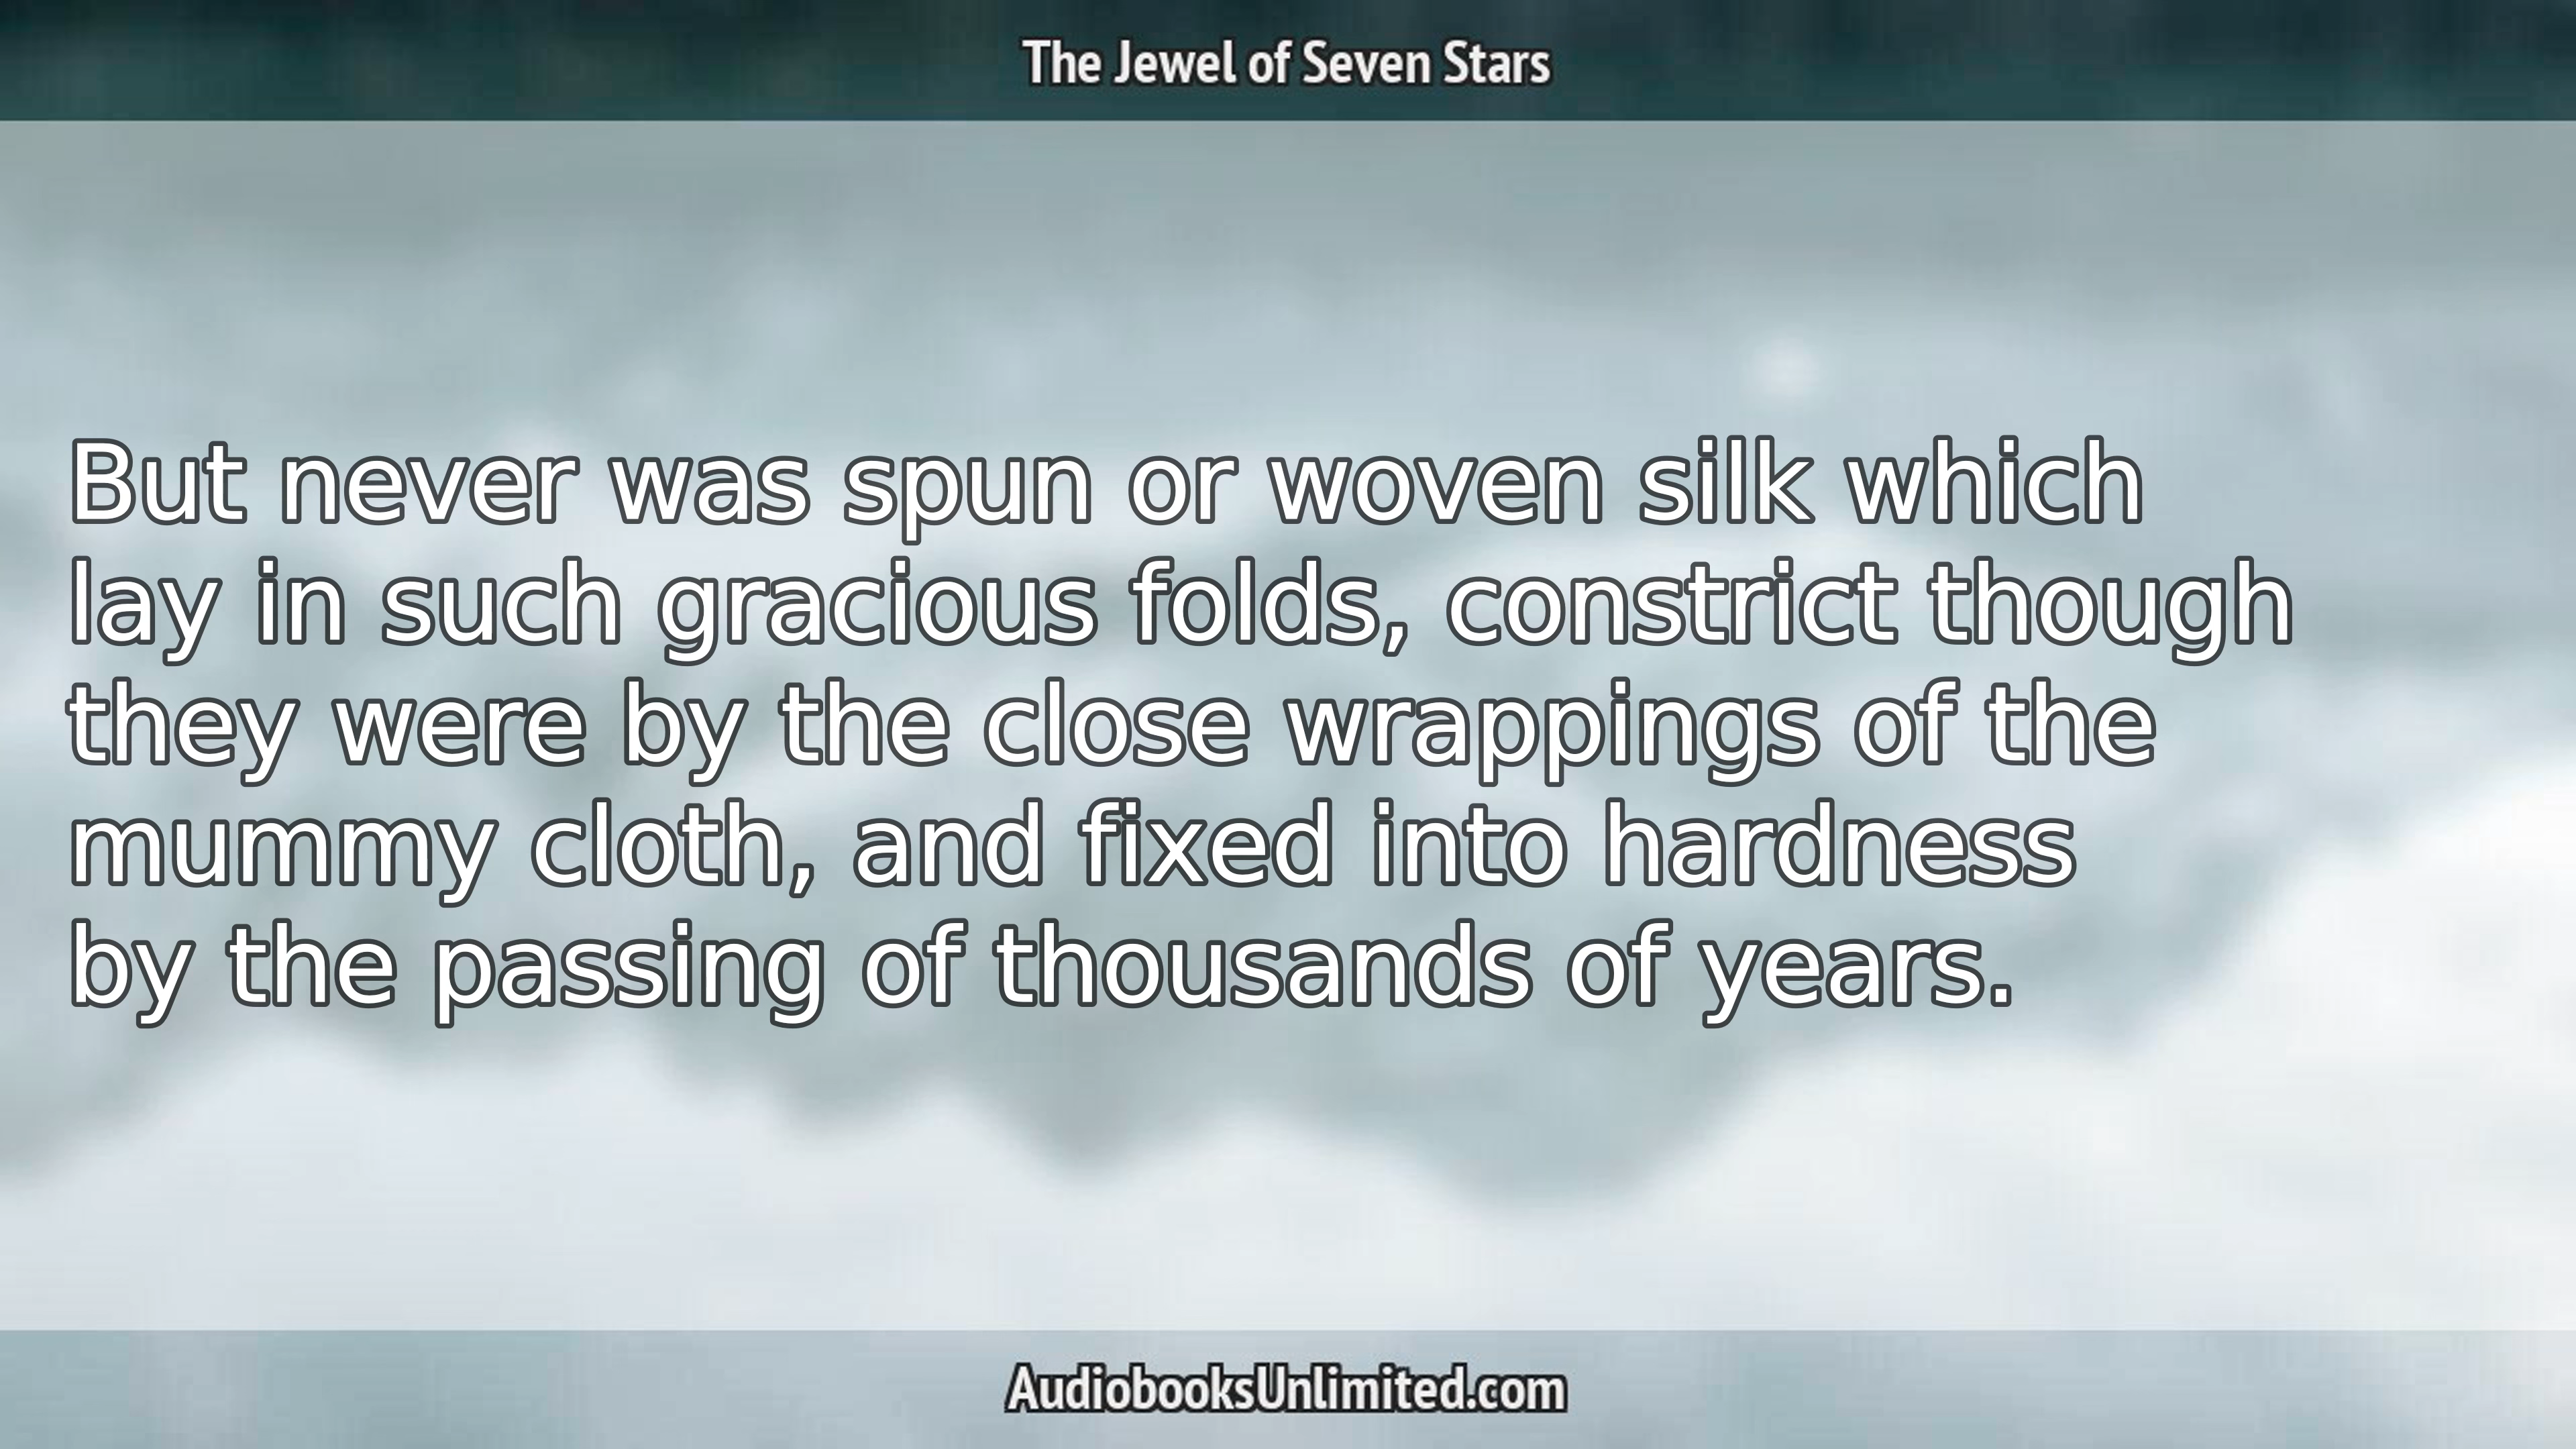 The Jewel of Seven Stars
But never was spun or woven silk which
lay in such gracious folds, constrict though
they were by the close wrappings of the
mummy cloth, and fixed into hardness
by the passing of thousands of years.
AudiobooksUnlimited.com